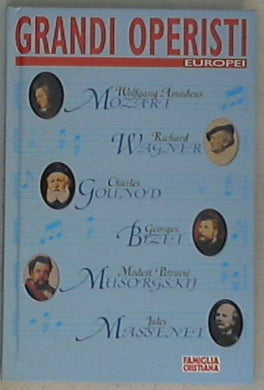 GRANDI OPERISTI
EUROPEI
Wolfgang Amadeus
MOZART
Richard
WAGNER
Charles
GOUNOD
Georges
BIZET
Modest Petrovič
MUSORGSKIJ
Jules
MASSENET
FAMIGLIA
CRISTIANA